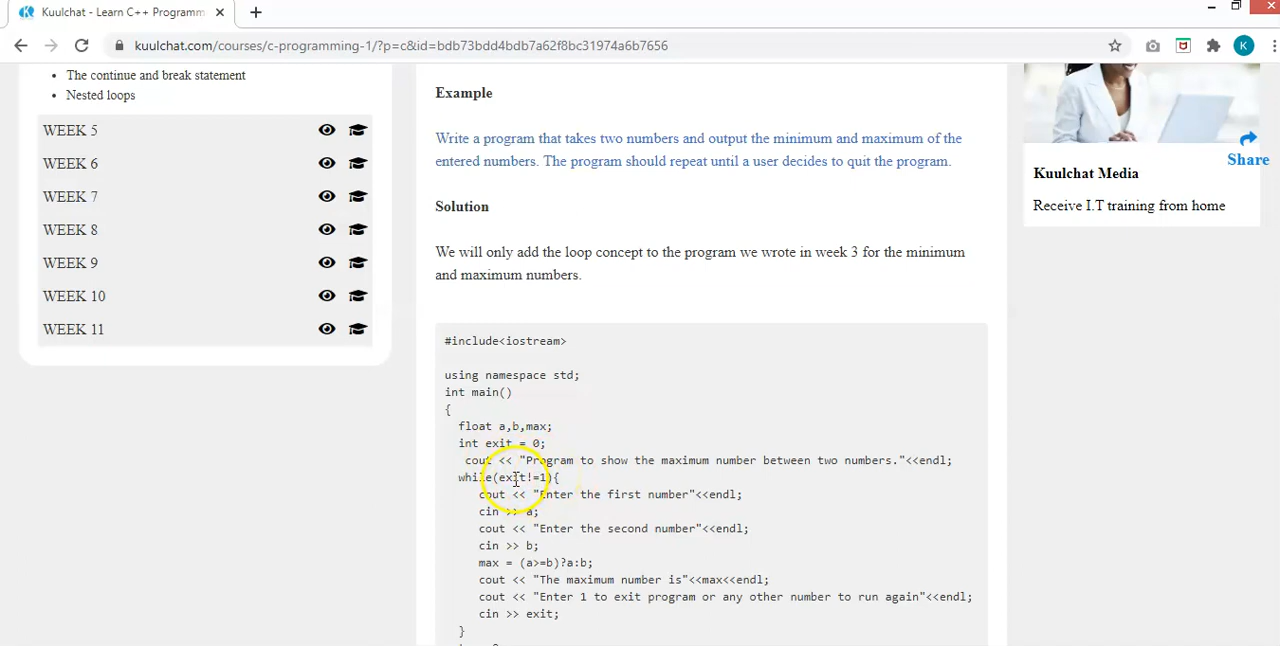 Kuulchat - Learn C++ Programm
kuulchat.com/courses/c-programming-1/?p=c&id=bdb73bdd4bdb7a62f8bc31974a6b7656
K
The continue and break statement
Nested loops
WEEK 5
WEEK 6
WEEK 7
WEEK 8
WEEK 9
WEEK 10
WEEK 11
Example
Write a program that takes two numbers and output the minimum and maximum of the
entered numbers. The program should repeat until a user decides to quit the program.
Solution
We will only add the loop concept to the program we wrote in week 3 for the minimum
and maximum numbers.
#include<iostream>
using namespace std;
int main()
{
float a,b,max;
int exit = 0;
cout << "Program to show the maximum number between two numbers."<<endl;
while(exit!=1){
cout << "Enter the first number"<<endl;
cin >> a;
cout << "Enter the second number"<<endl;
cin >> b;
max = (a>=b)?a:b;
cout << "The maximum number is"<<max<<endl;
cout << "Enter 1 to exit program or any other number to run again"<<endl;
cin >> exit;
}
Share
Kuulchat Media
Receive I.T training from home